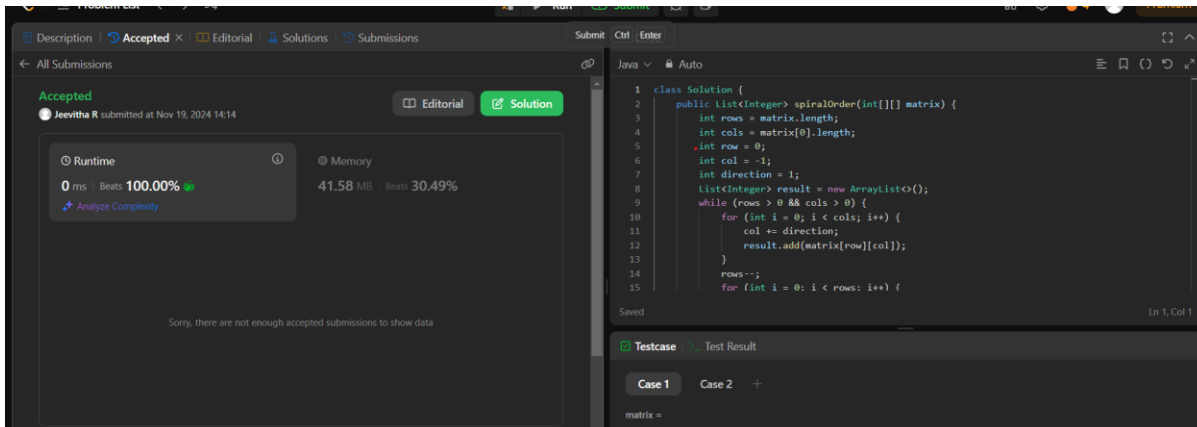 Problem List
Run
Submit
Premium
Description
Accepted
Editorial
Solutions
Submissions
Submit Ctrl Enter
All Submissions
Accepted
Jeevitha R submitted at Nov 19, 2024 14:14
Editorial
Solution
Runtime
0 ms Beats 100.00%
Analyze Complexity
Memory
41.58 MB Beats 30.49%
Sorry, there are not enough accepted submissions to show data
Java
Auto
1 class Solution {
2 public List<Integer> spiralOrder(int[][] matrix) {
3 int rows = matrix.length;
4 int cols = matrix[0].length;
5 int row = 0;
6 int col = -1;
7 int direction = 1;
8 List<Integer> result = new ArrayList<>();
9 while (rows > 0 && cols > 0) {
10 for (int i = 0; i < cols; i++) {
11 col += direction;
12 result.add(matrix[row][col]);
13 }
14 rows--;
15 for (int i = 0; i < rows; i++) {
Saved
Ln 1, Col 1
Testcase
Test Result
Case 1
Case 2
matrix =